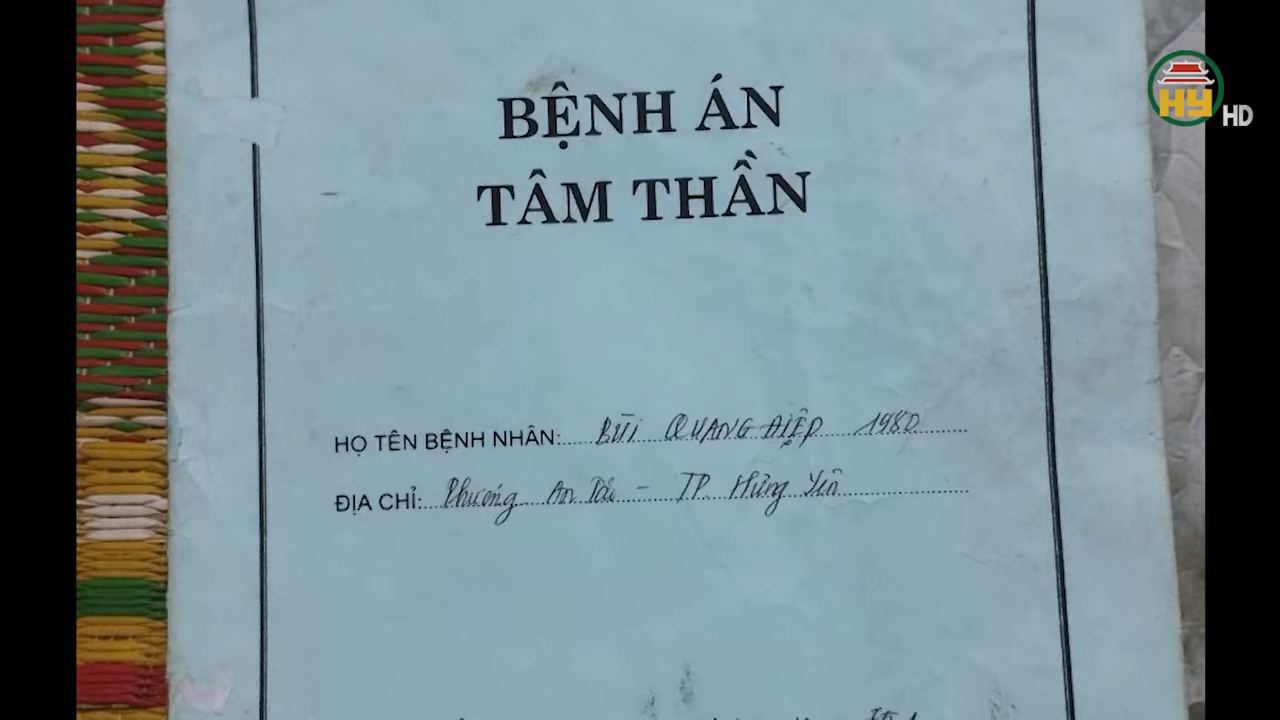 HY
HD
BỆNH ÁN
TÂM THẦN
HỌ TÊN BỆNH NHÂN: BÙI QUANG ĐIỆP 1980
ĐỊA CHỈ: Phường An Tảo - TP. Hưng Yên